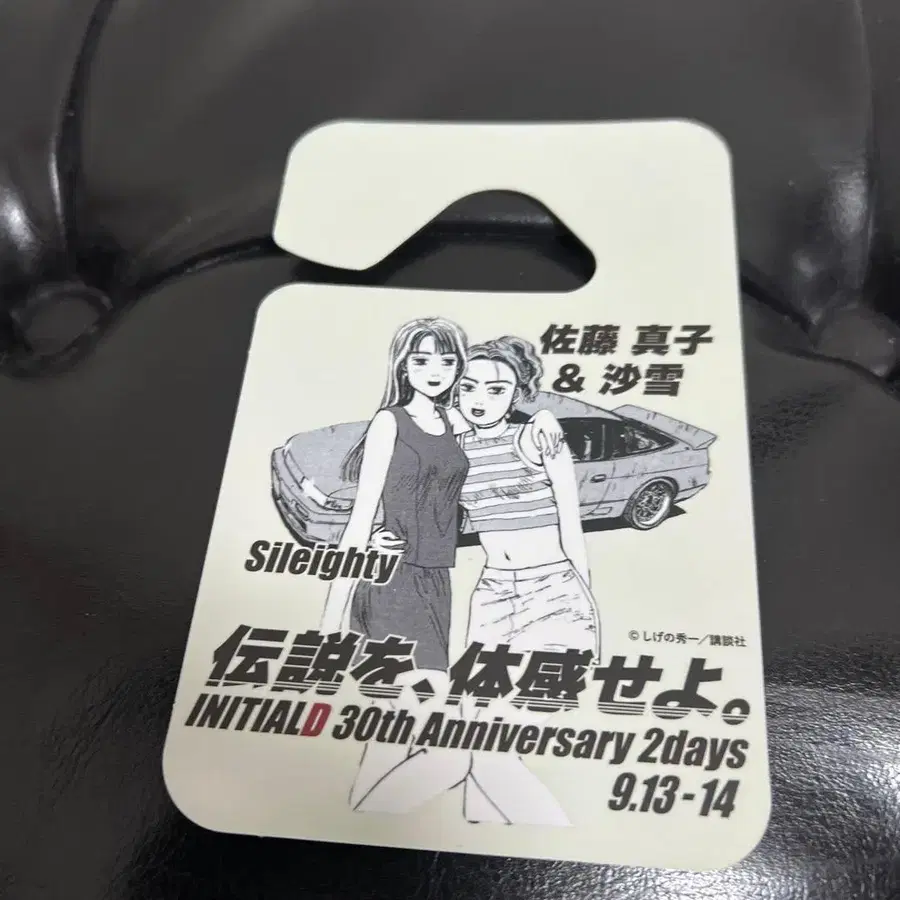 佐藤 真子
& 沙雪
Sileighty
©しげの秀一／講談社
伝説を、体感せよ。
INITIALD 30th Anniversary 2days
9.13-14